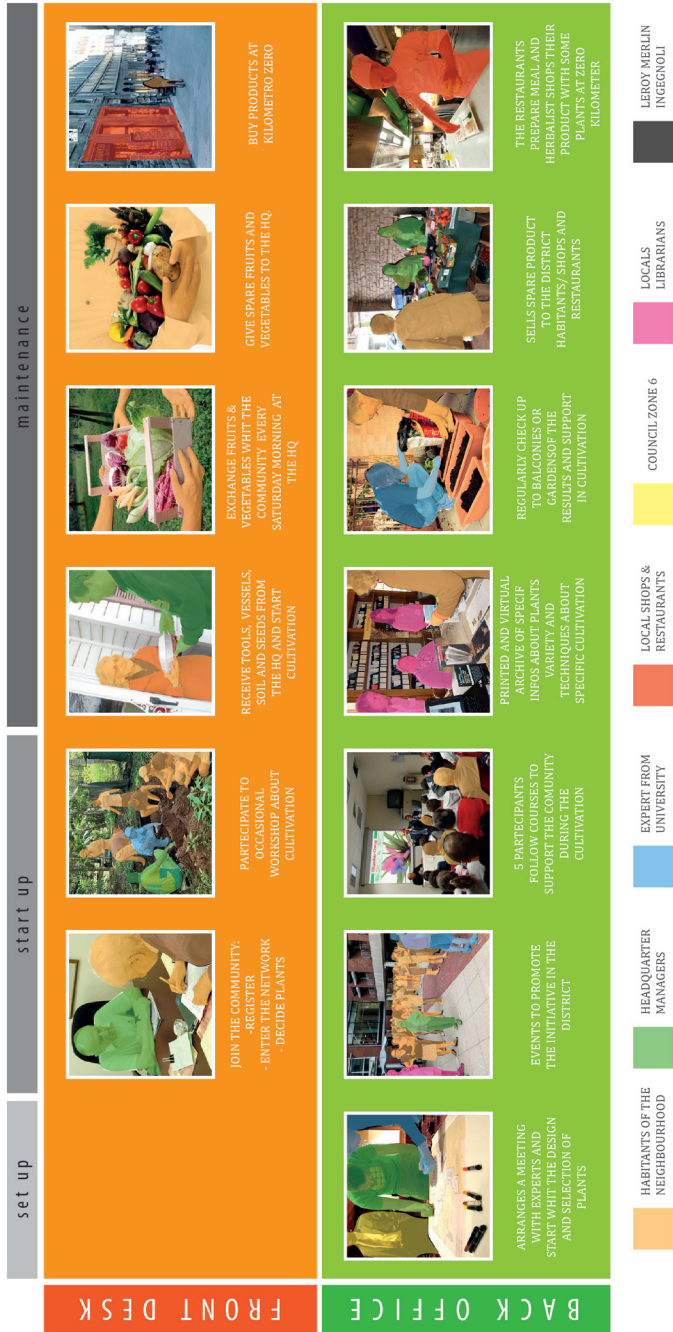 set up
start up
maintenance
FRONT DESK
JOIN THE COMMUNITY:
-REGISTER
- ENTER THE NETWORK
- DECIDE PLANTS
PARTECIPATE TO
OCCASIONAL
WORKSHOP ABOUT
CULTIVATION
RECEIVE TOOLS, VESSELS,
SOIL AND SEEDS FROM
THE HQ AND START
CULTIVATION
EXCHANGE FRUITS &
VEGETABLES WHIT THE
COMMUNITY EVERY
SATURDAY MORNING AT
THE HQ
GIVE SPARE FRUITS AND
VEGETABLES TO THE HQ.
BUY PRODUCTS AT
KILOMETRO ZERO
BACK OFFICE
ARRANGES A MEETING
WITH EXPERTS AND
START WHIT THE DESIGN
AND SELECTION OF
PLANTS
EVENTS TO PROMOTE
THE INITIATIVE IN THE
DISTRICT
5 PARTECIPANTS
FOLLOW COURSES TO
SUPPORT THE COMUNITY
DURING THE
CULTIVATION
PRINTED AND VIRTUAL
ARCHIVE OF SPECIF
INFOS ABOUT PLANTS
VARIETY AND
TECHNIQUES ABOUT
SPECIFIC CULTIVATION
REGULARLY CHECK UP
TO BALCONIES OR
GARDENSOF THE
RESULTS AND SUPPORT
IN CULTIVATION
SELLS SPARE PRODUCT
TO THE DISTRICT
HABITANTS/ SHOPS AND
RESTAURANTS
THE RESTAURANTS
PREPARE MEAL AND
HERBALIST SHOPS THEIR
PRODUCT WITH SOME
PLANTS AT ZERO
KILOMETER
HABITANTS OF THE
NEIGHBOURHOOD
HEADQUARTER
MANAGERS
EXPERT FROM
UNIVERSITY
LOCAL SHOPS &
RESTAURANTS
COUNCIL ZONE 6
LOCALS
LIBRARIANS
LEROY MERLIN
INGEGNOLI